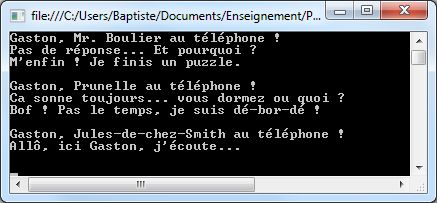 file:///C:/Users/Baptiste/Documents/Enseignement/P...
Gaston, Mr. Boulier au téléphone !
Pas de réponse... Et pourquoi ?
M'enfin ! Je finis un puzzle.
Gaston, Prunelle au téléphone !
Ca sonne toujours... vous dormez ou quoi ?
Bof ! Pas le temps, je suis dé-bor-dé !
Gaston, Jules-de-chez-Smith au téléphone !
Allô, ici Gaston, j'écoute...